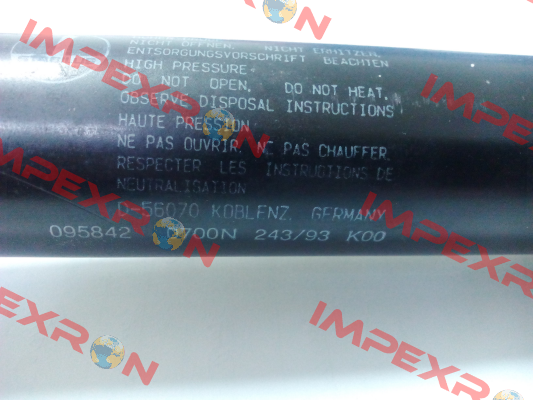 NICHT ÖFFNEN. NICHT ERHITZEN.
ENTSORGUNGSVORSCHRIFT BEACHTEN
HIGH PRESSURE
DO NOT OPEN. DO NOT HEAT.
OBSERVE DISPOSAL INSTRUCTIONS
HAUTE PRESSION
NE PAS OUVRIR. NE PAS CHAUFFER.
RESPECTER LES INSTRUCTIONS DE
NEUTRALISATION
D-56070 KOBLENZ, GERMANY
095842 700N 243/93 K00
IMPEXRON
IMPEXRON
IMPEXRON
IMPEXRON